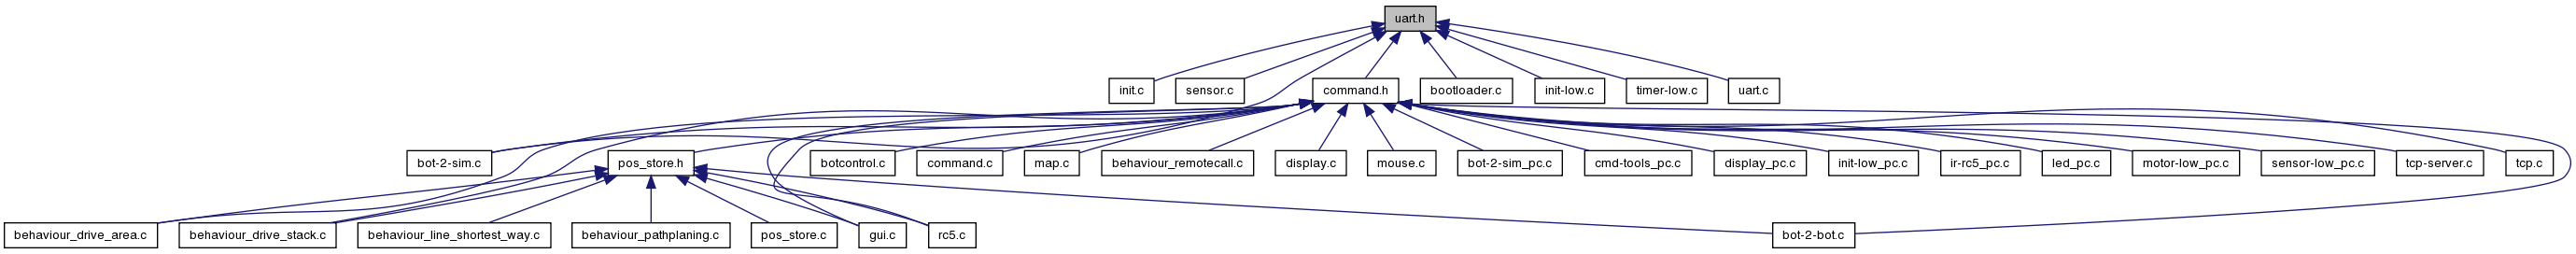 uart.h
init.c
sensor.c
command.h
bootloader.c
init-low.c
timer-low.c
uart.c
bot-2-sim.c
pos_store.h
botcontrol.c
command.c
map.c
behaviour_remotecall.c
display.c
mouse.c
bot-2-sim_pc.c
cmd-tools_pc.c
display_pc.c
init-low_pc.c
ir-rc5_pc.c
led_pc.c
motor-low_pc.c
sensor-low_pc.c
tcp-server.c
tcp.c
behaviour_drive_area.c
behaviour_drive_stack.c
behaviour_line_shortest_way.c
behaviour_pathplaning.c
pos_store.c
gui.c
rc5.c
bot-2-bot.c